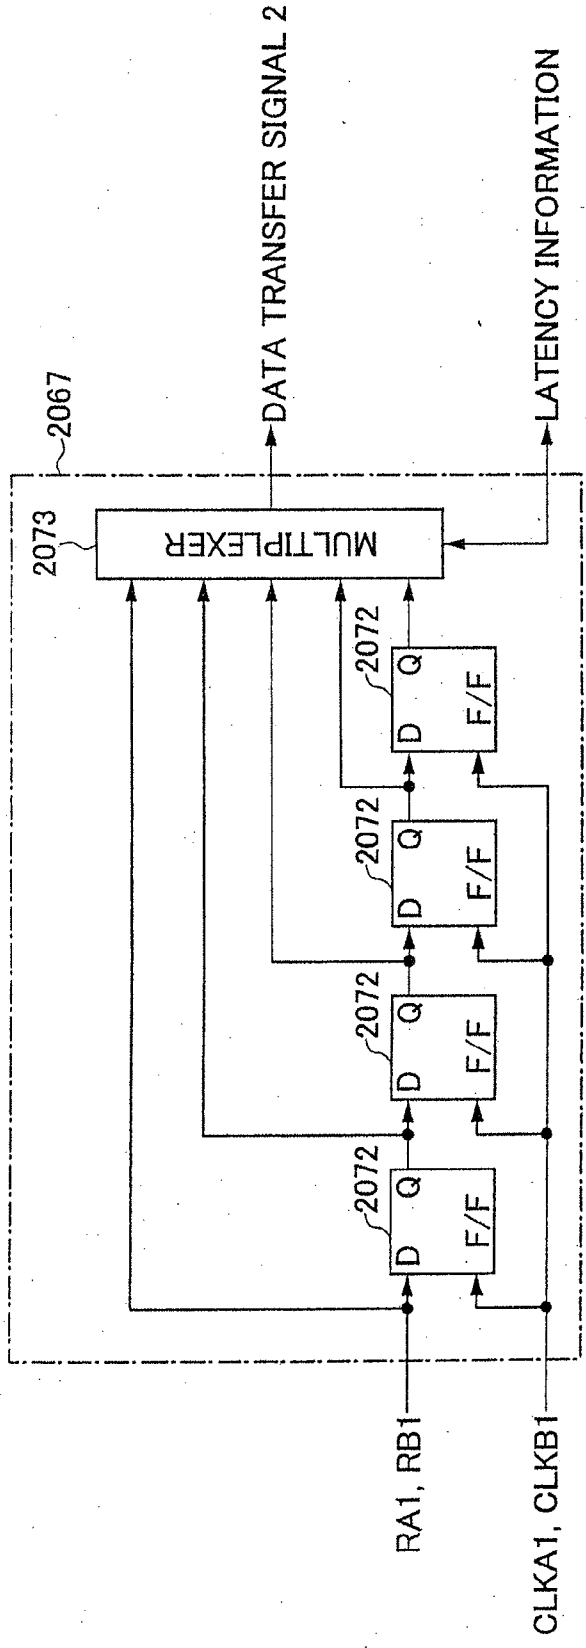 2067
2073
MULTIPLEXER
DATA TRANSFER SIGNAL 2
2072
2072
2072
2072
D Q
D Q
D Q
D Q
F/F
F/F
F/F
F/F
RA1, RB1
CLKA1, CLKB1
LATENCY INFORMATION